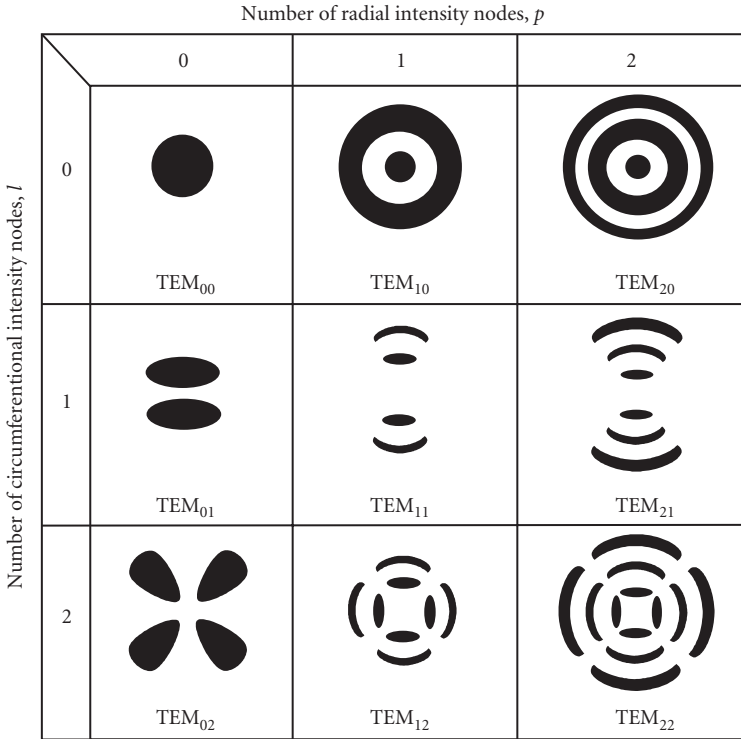 Number of radial intensity nodes, p
0 1 2
Number of circumferentional intensity nodes, l
0
TEM₀₀ TEM₁₀ TEM₂₀
1
TEM₀₁ TEM₁₁ TEM₂₁
2
TEM₀₂ TEM₁₂ TEM₂₂